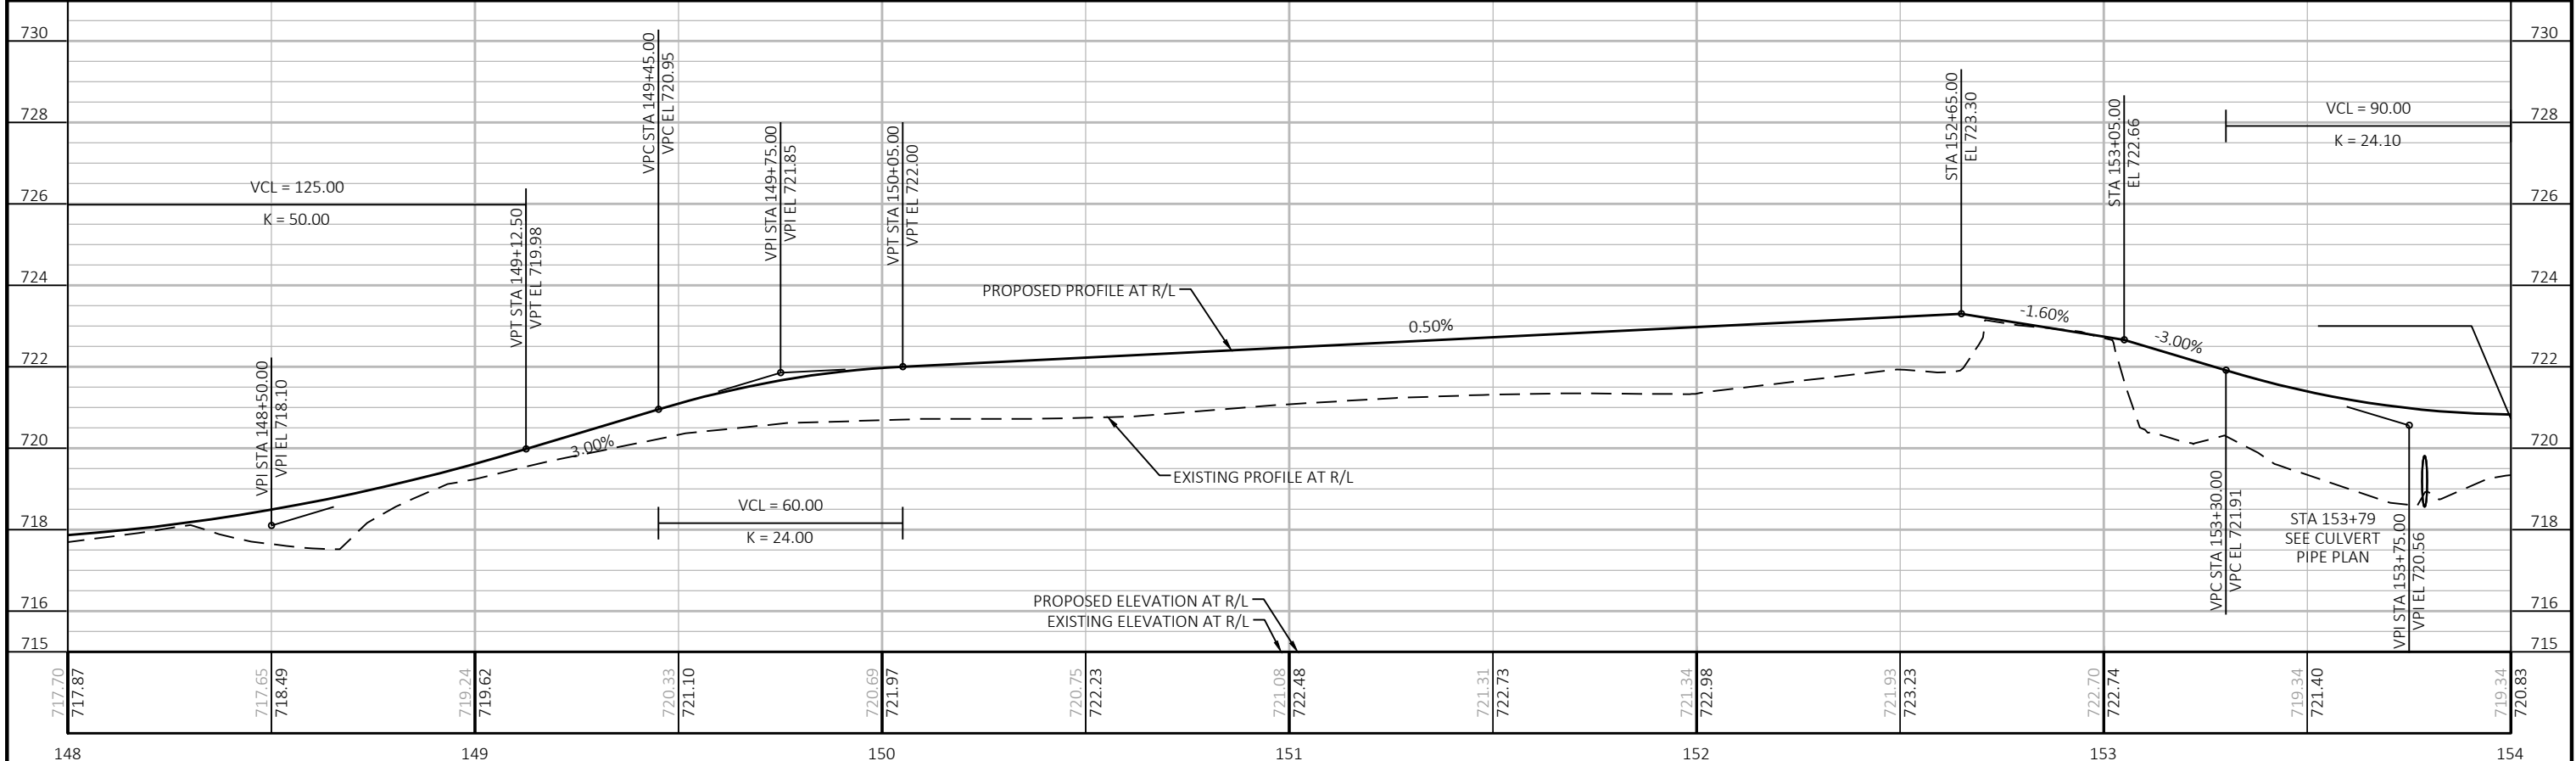 730
730
728
728
726
726
724
724
722
722
720
720
718
718
716
716
715
715
VCL = 125.00
K = 50.00
VPI STA 148+50.00
VPI EL 718.10
VPT STA 149+12.50
VPT EL 719.98
3.00%
VPC STA 149+45.00
VPC EL 720.95
VPI STA 149+75.00
VPI EL 721.85
VPT STA 150+05.00
VPT EL 722.00
VCL = 60.00
K = 24.00
PROPOSED PROFILE AT R/L
EXISTING PROFILE AT R/L
0.50%
PROPOSED ELEVATION AT R/L
EXISTING ELEVATION AT R/L
STA 152+65.00
EL 723.30
-1.60%
STA 153+05.00
EL 722.66
-3.00%
VCL = 90.00
K = 24.10
VPC STA 153+30.00
VPC EL 721.91
STA 153+79
SEE CULVERT
PIPE PLAN
VPI STA 153+75.00
VPI EL 720.56
717.70
717.87
717.65
718.49
719.24
719.62
720.33
721.10
720.69
721.97
720.75
722.23
721.08
722.48
721.31
722.73
721.34
722.98
721.93
723.23
722.70
722.74
719.34
721.40
719.34
720.83
148
149
150
151
152
153
154